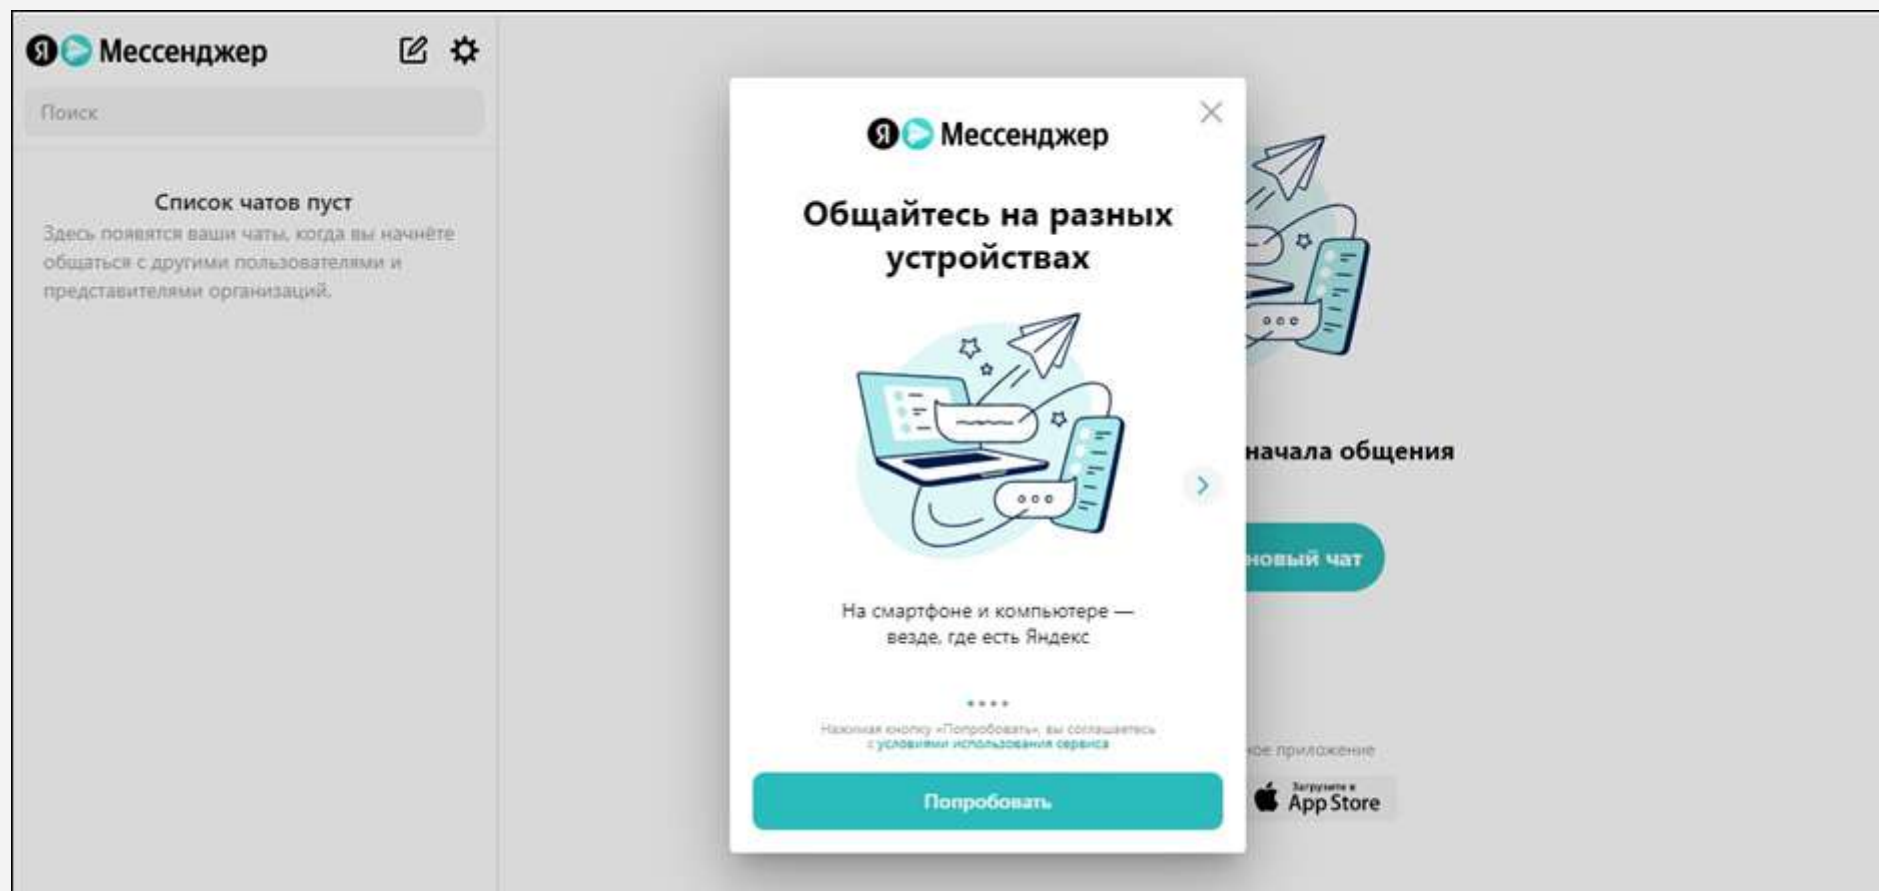 Я Мессенджер
Поиск
Список чатов пуст
Здесь появятся ваши чаты, когда вы начнёте
общаться с другими пользователями и
представителями организаций.
Я Мессенджер
Общайтесь на разных
устройствах
На смартфоне и компьютере —
везде, где есть Яндекс
Нажимая кнопку «Попробовать», вы соглашаетесь
с условиями использования сервиса
Попробовать
начала общения
новый чат
приложение
Загрузите в
App Store